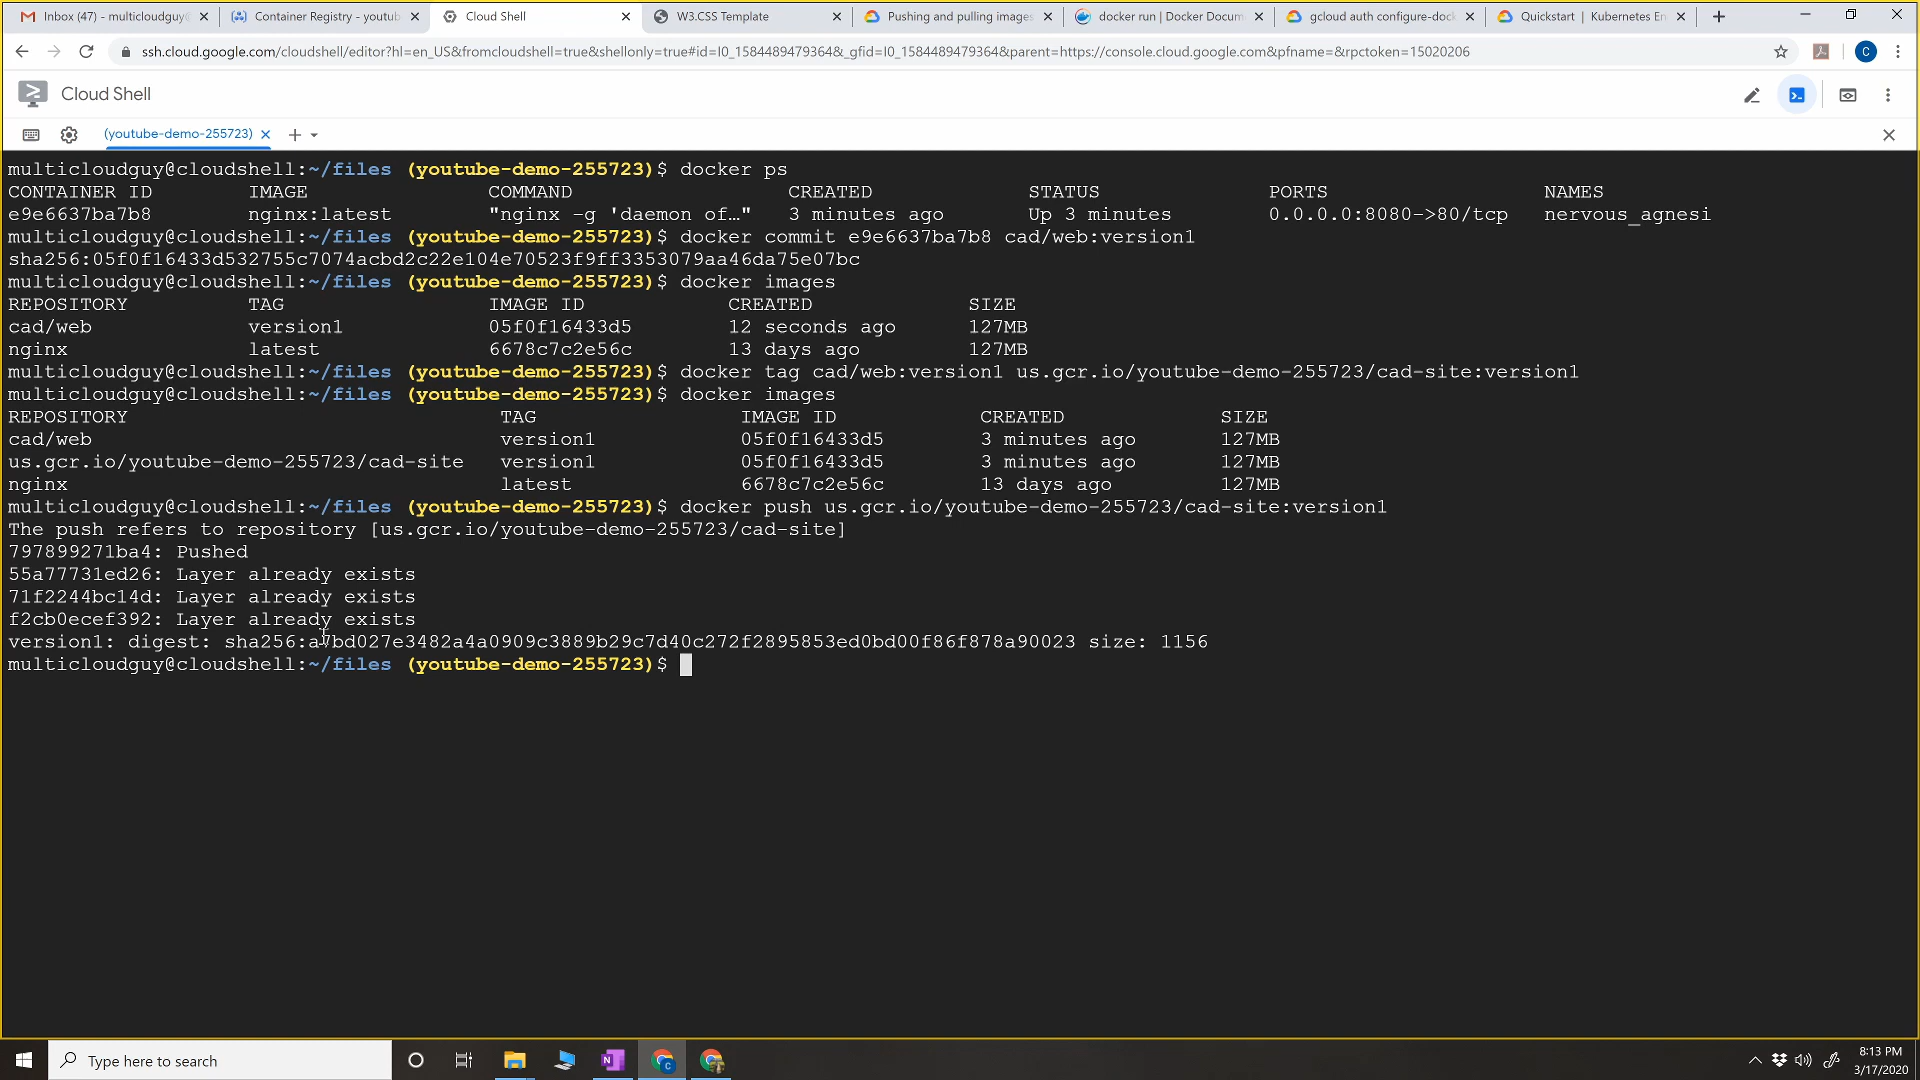 Inbox (47) - multicloudguy
Container Registry - youtub
Cloud Shell
W3.CSS Template
Pushing and pulling images
docker run | Docker Docum
gcloud auth configure-dock
Quickstart | Kubernetes En
ssh.cloud.google.com/cloudshell/editor?hl=en_US&fromcloudshell=true&shellonly=true#id=I0_1584489479364&_gfid=I0_1584489479364&parent=https://console.cloud.google.com&pfname=&rpctoken=15020206
C
Cloud Shell
(youtube-demo-255723)
multicloudguy@cloudshell:~/files (youtube-demo-255723)$ docker ps
CONTAINER ID IMAGE COMMAND CREATED STATUS PORTS NAMES
e9e6637ba7b8 nginx:latest "nginx -g 'daemon of…" 3 minutes ago Up 3 minutes 0.0.0.0:8080->80/tcp nervous_agnesi
multicloudguy@cloudshell:~/files (youtube-demo-255723)$ docker commit e9e6637ba7b8 cad/web:version1
sha256:05f0f16433d532755c7074acbd2c22e104e70523f9ff3353079aa46da75e07bc
multicloudguy@cloudshell:~/files (youtube-demo-255723)$ docker images
REPOSITORY TAG IMAGE ID CREATED SIZE
cad/web version1 05f0f16433d5 12 seconds ago 127MB
nginx latest 6678c7c2e56c 13 days ago 127MB
multicloudguy@cloudshell:~/files (youtube-demo-255723)$ docker tag cad/web:version1 us.gcr.io/youtube-demo-255723/cad-site:version1
multicloudguy@cloudshell:~/files (youtube-demo-255723)$ docker images
REPOSITORY TAG IMAGE ID CREATED SIZE
cad/web version1 05f0f16433d5 3 minutes ago 127MB
us.gcr.io/youtube-demo-255723/cad-site version1 05f0f16433d5 3 minutes ago 127MB
nginx latest 6678c7c2e56c 13 days ago 127MB
multicloudguy@cloudshell:~/files (youtube-demo-255723)$ docker push us.gcr.io/youtube-demo-255723/cad-site:version1
The push refers to repository [us.gcr.io/youtube-demo-255723/cad-site]
797899271ba4: Pushed
55a77731ed26: Layer already exists
71f2244bc14d: Layer already exists
f2cb0ecef392: Layer already exists
version1: digest: sha256:a7bd027e3482a4a0909c3889b29c7d40c272f2895853ed0bd00f86f878a90023 size: 1156
multicloudguy@cloudshell:~/files (youtube-demo-255723)$
Type here to search
8:13 PM
3/17/2020